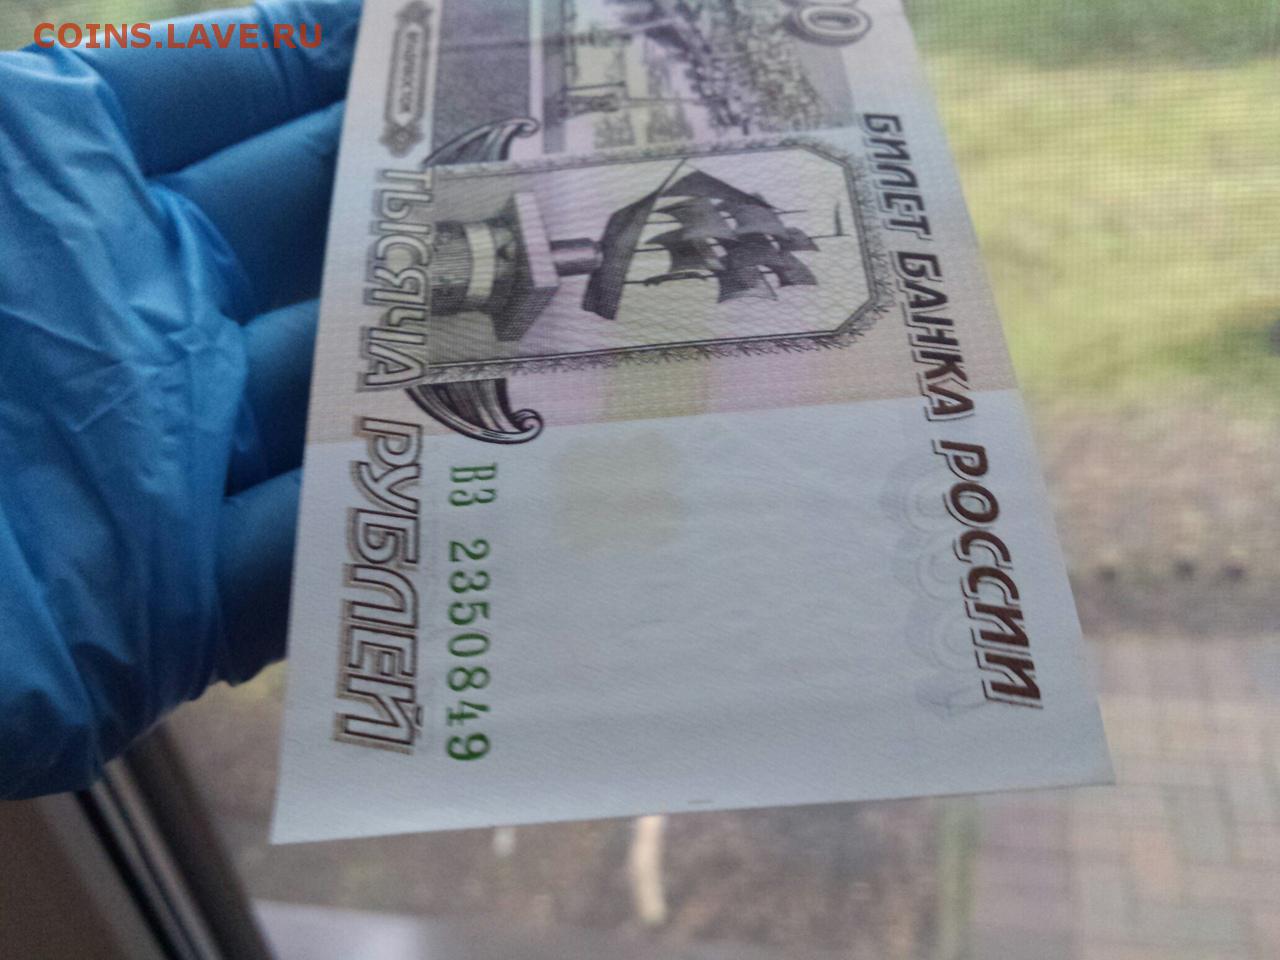 COINS.LAVE.RU
БИЛЕТ БАНКА РОССИИ
ВЗ 2350849
ТЫСЯЧА РУБЛЕЙ